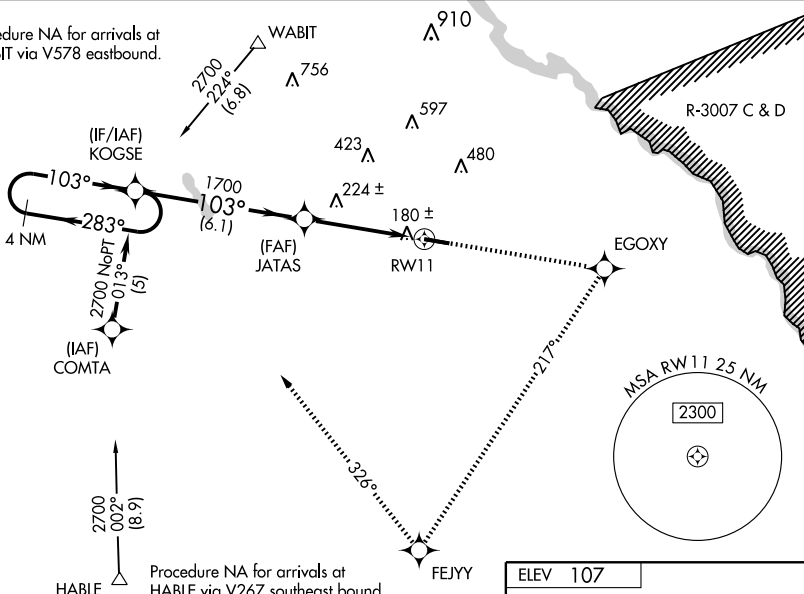 edure NA for arrivals at
BIT via V578 eastbound.
WABIT
2700
224°
(6.8)
910
756
597
423
480
224 ±
180 ±
R-3007 C & D
(IF/IAF)
KOGSE
103°
283°
4 NM
1700
103°
(6.1)
(FAF)
JATAS
RW11
EGOXY
2700 NoPT
013°
(5)
(IAF)
COMTA
217°
326°
MSA RW11 25 NM
2300
2700
002°
(8.9)
HABLE
Procedure NA for arrivals at
HABLE via V267 southeast bound
FEJYY
ELEV 107